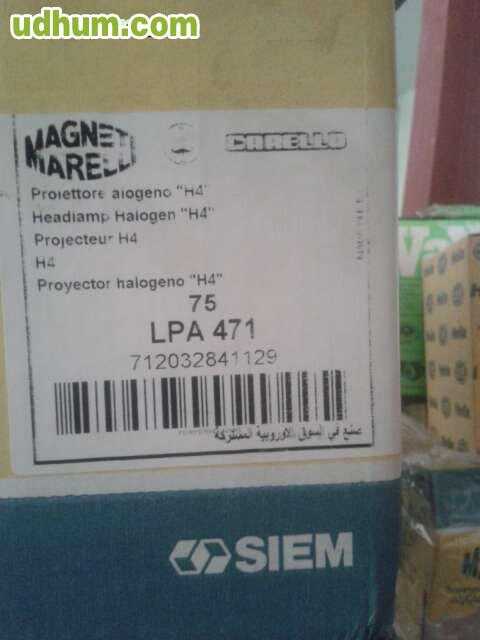 udhum.com
MAGNETI
MARELLI
CARELLO
Proiettore alogeno "H4"
Headlamp Halogen "H4"
Projecteur H4
H4
Proyector halogeno "H4"
75
LPA 471
712032841129
صنع في السوق الاوروبية المشتركة
SIEM